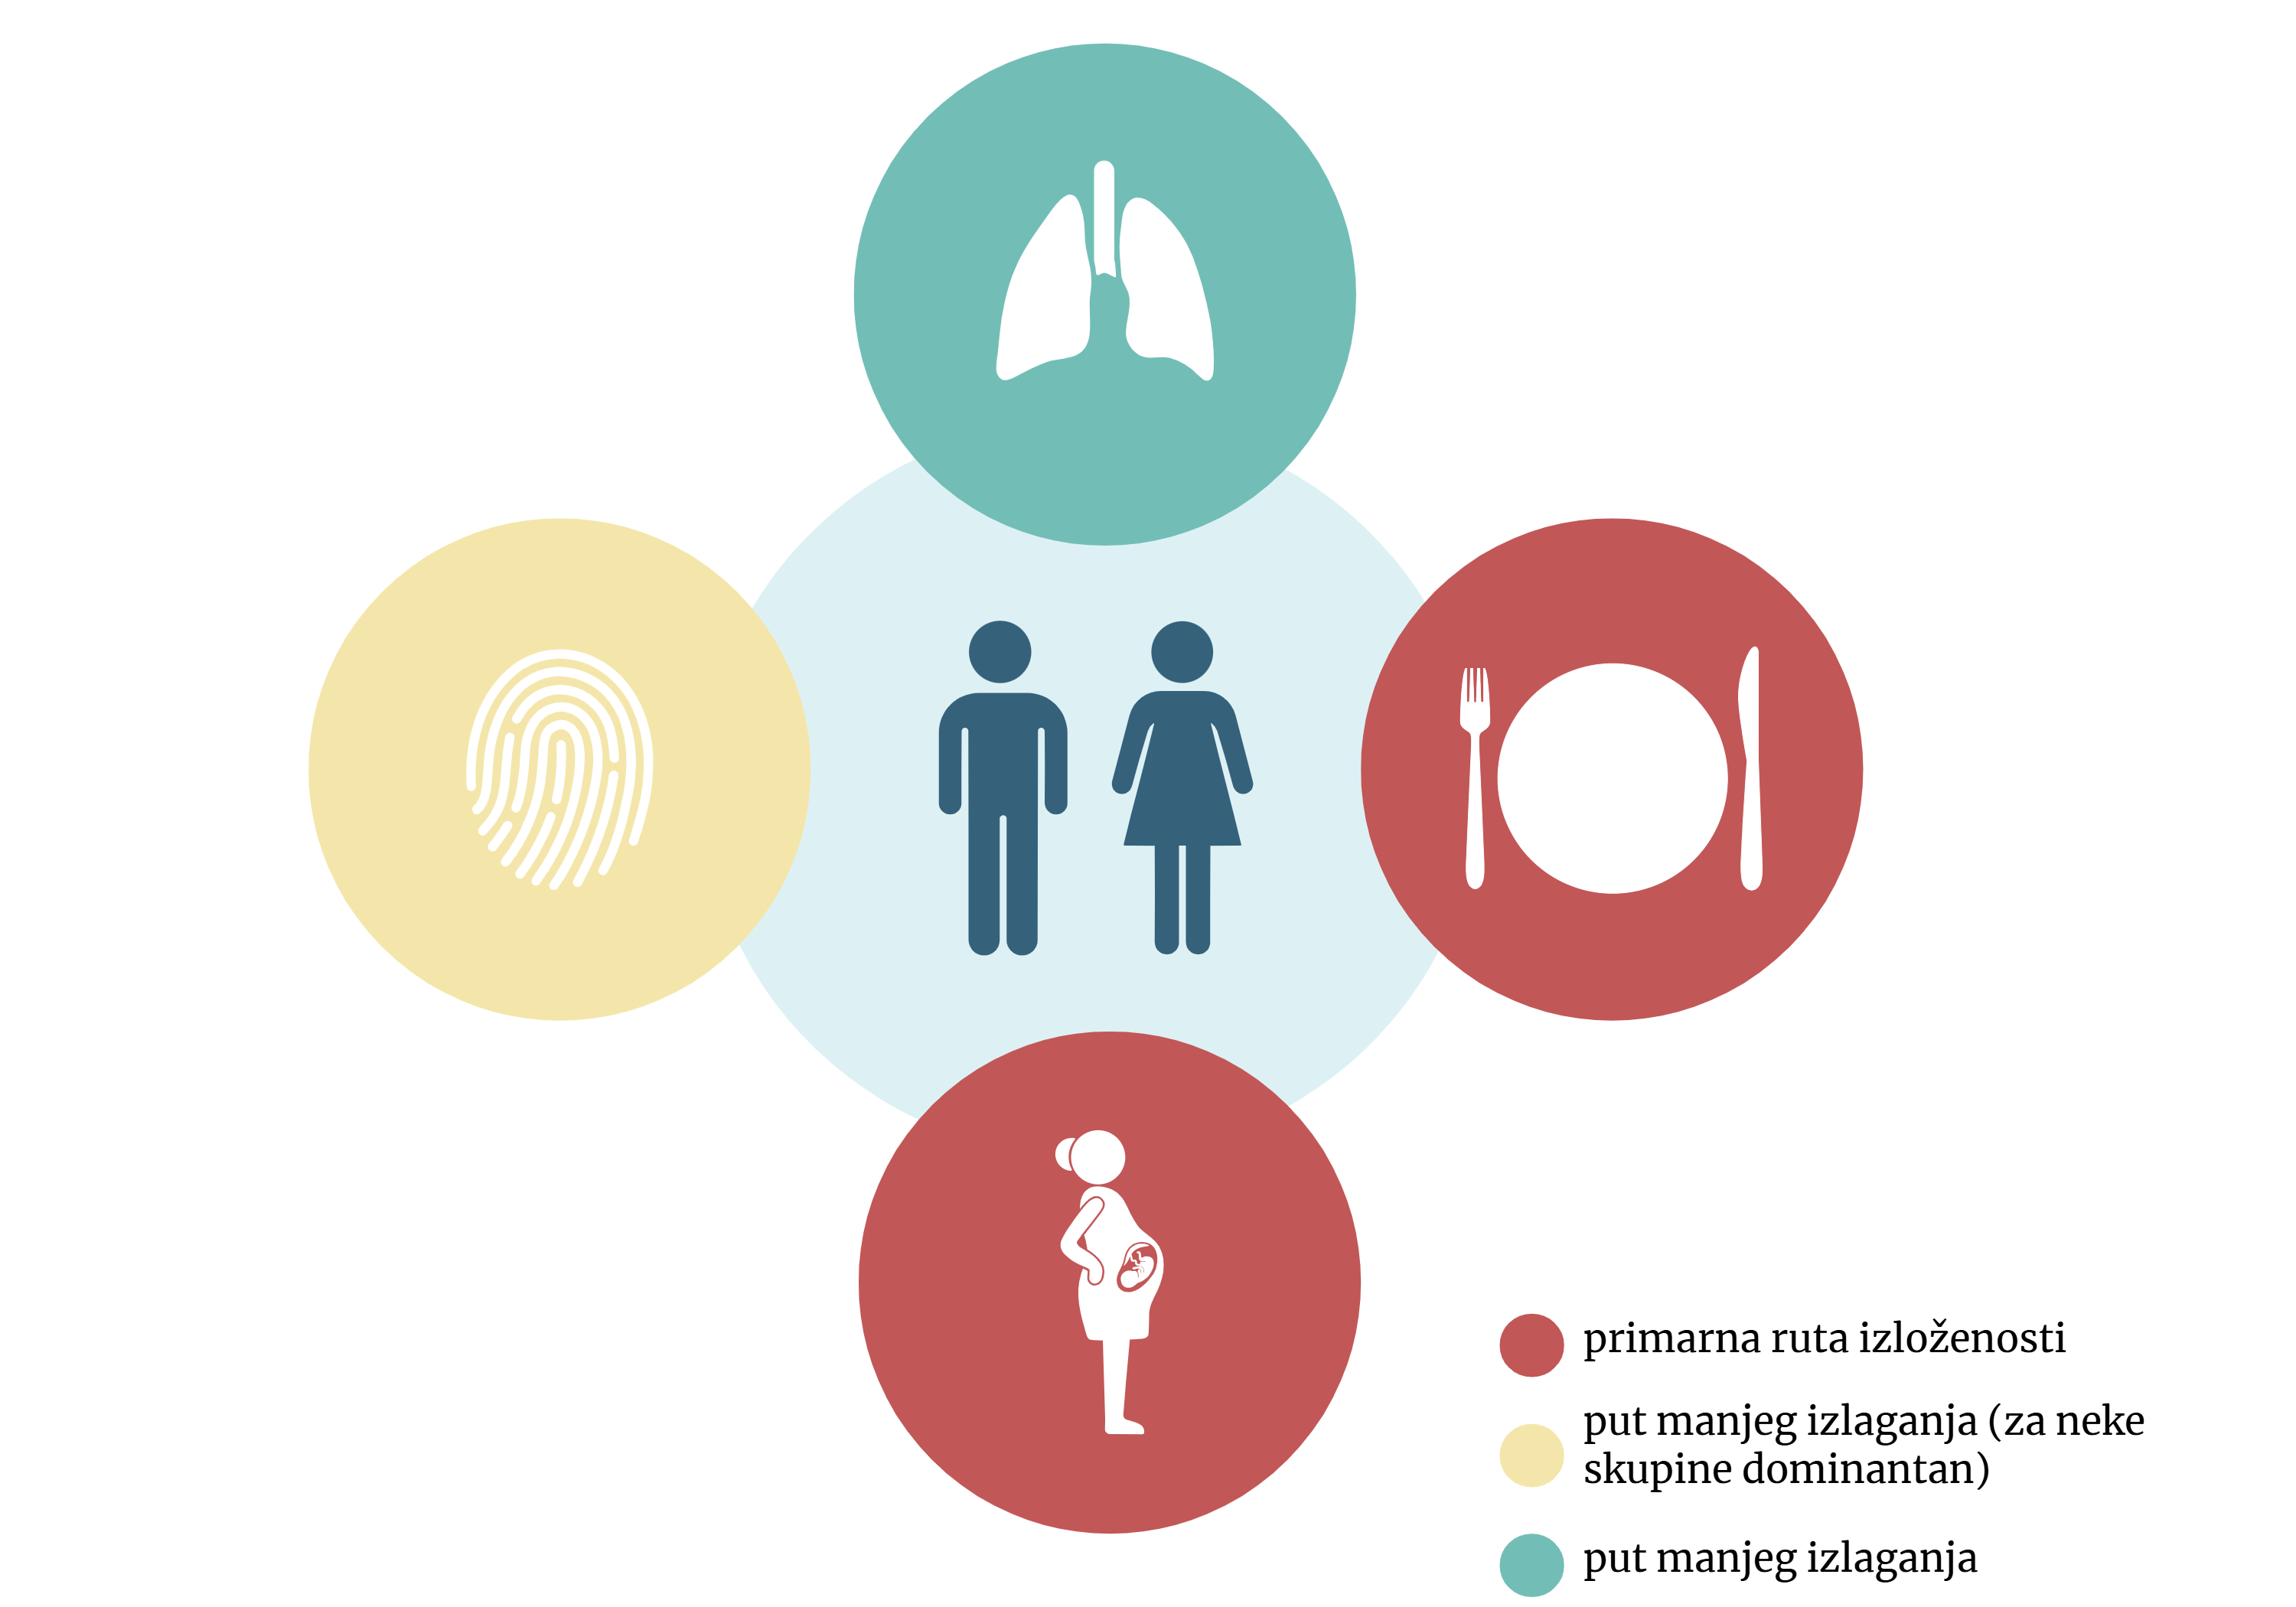 primarna ruta izloženosti
put manjeg izlaganja (za neke
skupine dominantan)
put manjeg izlaganja